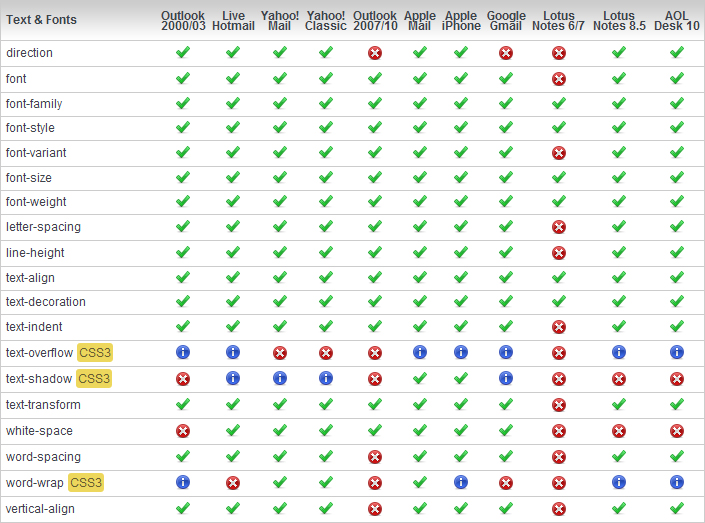 Text & Fonts Outlook 2000/03 Live Hotmail Yahoo! Mail Yahoo! Classic Outlook 2007/10 Apple Mail Apple iPhone Google Gmail Lotus Notes 6/7 Lotus Notes 8.5 AOL Desk 10
direction
font
font-family
font-style
font-variant
font-size
font-weight
letter-spacing
line-height
text-align
text-decoration
text-indent
text-overflow CSS3
text-shadow CSS3
text-transform
white-space
word-spacing
word-wrap CSS3
vertical-align